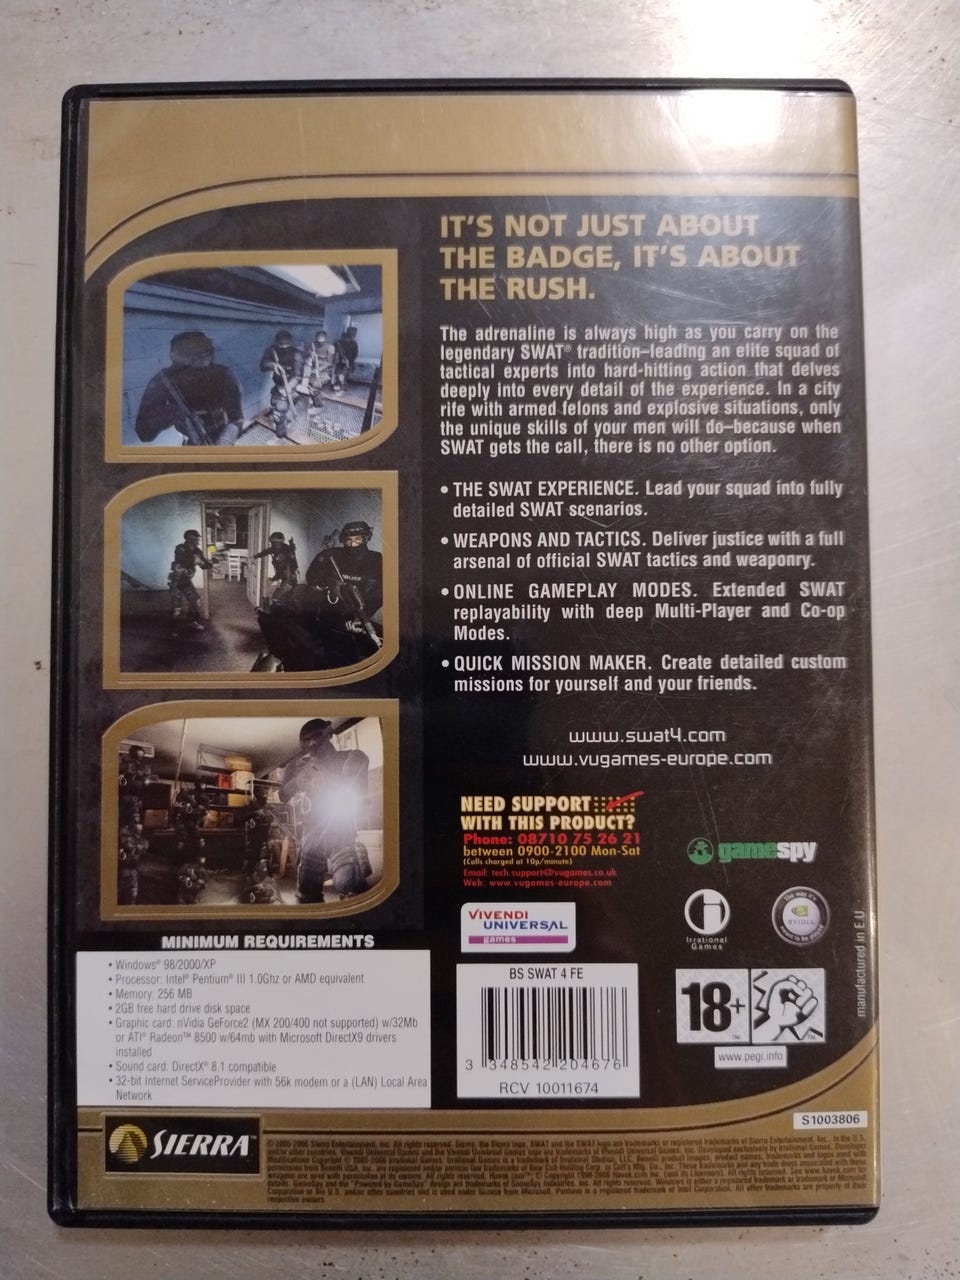 IT'S NOT JUST ABOUT
THE BADGE, IT'S ABOUT
THE RUSH.
The adrenaline is always high as you carry on the
legendary SWAT® tradition–leading an elite squad of
tactical experts into hard-hitting action that delves
deeply into every detail of the experience. In a city
rife with armed felons and explosive situations, only
the unique skills of your men will do–because when
SWAT gets the call, there is no other option.
• THE SWAT EXPERIENCE. Lead your squad into fully
detailed SWAT scenarios.
• WEAPONS AND TACTICS. Deliver justice with a full
arsenal of official SWAT tactics and weaponry.
• ONLINE GAMEPLAY MODES. Extended SWAT
replayability with deep Multi-Player and Co-op
Modes.
• QUICK MISSION MAKER. Create detailed custom
missions for yourself and your friends.
POLICE
www.swat4.com
www.vugames-europe.com
NEED SUPPORT
WITH THIS PRODUCT?
Phone: 08710 75 26 21
between 0900-2100 Mon-Sat
(Calls charged at 10p/minute)
Email: tech.support@vugames.co.uk
Web: www.vugames-europe.com
gamespy
VIVENDI
UNIVERSAL
games
Irrational
Games
The way it's
NVIDIA
meant to be played
manufactured in E.U.
MINIMUM REQUIREMENTS
• Windows® 98/2000/XP
• Processor: Intel® Pentium® III 1.0Ghz or AMD equivalent
• Memory: 256 MB
• 2GB free hard drive disk space
• Graphic card: nVidia GeForce2 (MX 200/400 not supported) w/32Mb
or ATI® Radeon™ 8500 w/64mb with Microsoft DirectX9 drivers
installed
• Sound card: DirectX® 8.1 compatible
• 32-bit Internet ServiceProvider with 56k modem or a (LAN) Local Area
Network
BS SWAT 4 FE
3 348542 204676
RCV 10011674
18+
™
™
www.pegi.info
S1003806
SIERRA™